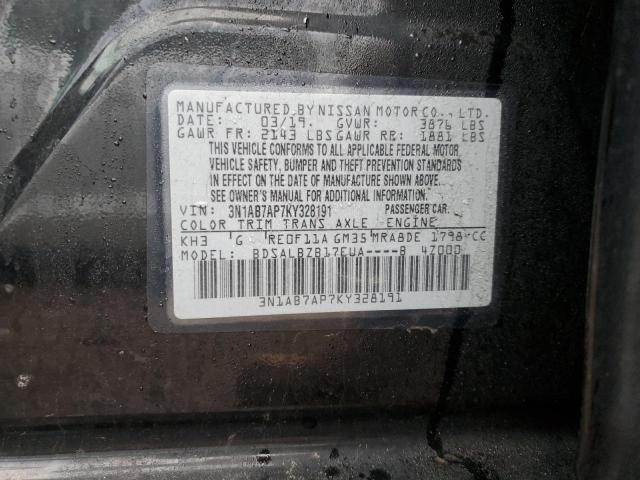 MANUFACTURED BY NISSAN MOTOR CO., LTD.
DATE: 03/19. GVWR: 3876 LBS
GAWR FR: 2143 LBS GAWR RR: 1881 LBS
THIS VEHICLE CONFORMS TO ALL APPLICABLE FEDERAL MOTOR
VEHICLE SAFETY, BUMPER AND THEFT PREVENTION STANDARDS
IN EFFECT ON THE DATE OF MANUFACTURE SHOWN ABOVE.
SEE OWNER'S MANUAL FOR ADDITIONAL INFORMATION.
VIN: 3N1AB7AP7KY328191 PASSENGER CAR.
COLOR TRIM TRANS AXLE ENGINE
KH3 G RE0F11A GM35 MRA8DE 1798 CC
MODEL: BDSALBZB17EUA----B 47000
3N1AB7AP7KY328191